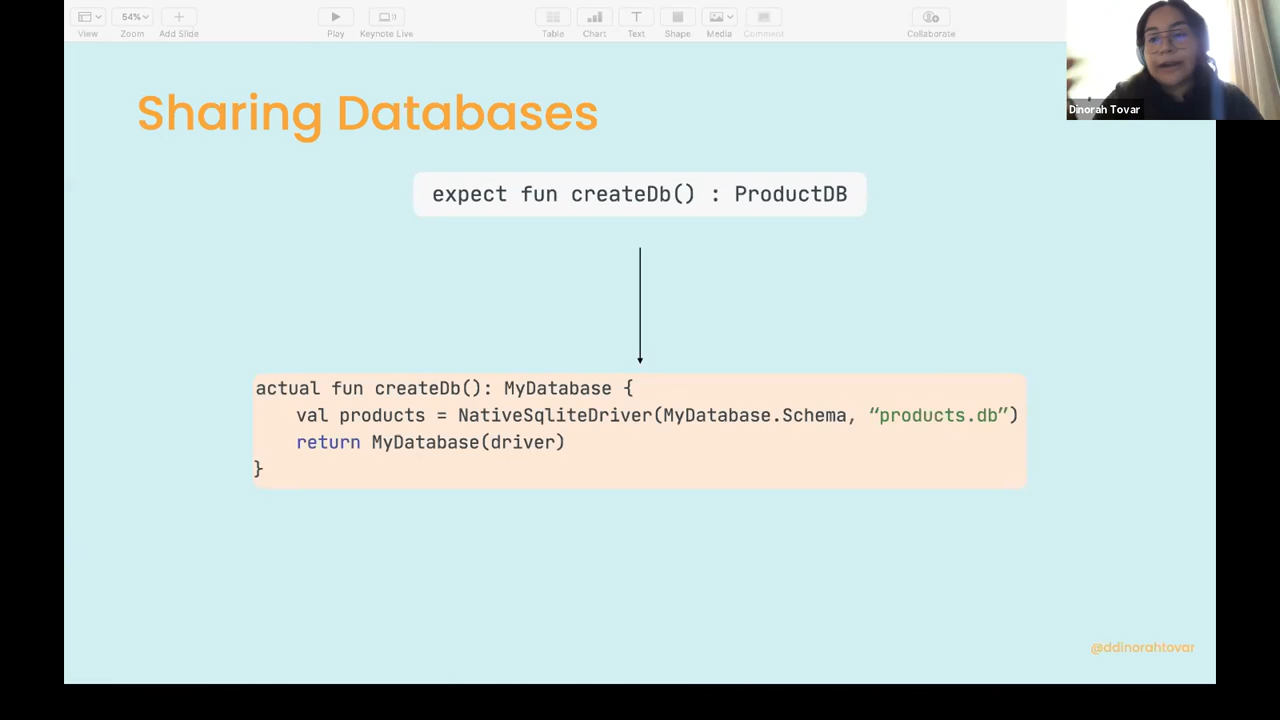 54%
View
Zoom
Add Slide
Play
Keynote Live
Table
Chart
Text
Shape
Media
Comment
Collaborate
Dinorah Tovar
Sharing Databases
expect fun createDb() : ProductDB
actual fun createDb(): MyDatabase {
val products = NativeSqliteDriver(MyDatabase.Schema, “products.db”)
return MyDatabase(driver)
}
@ddinorahtovar